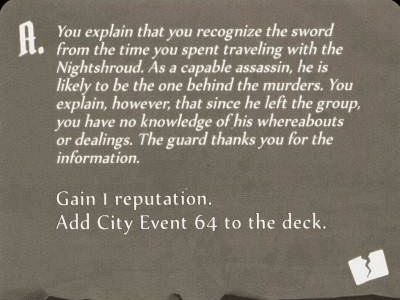 A. You explain that you recognize the sword
from the time you spent traveling with the
Nightshroud. As a capable assassin, he is
likely to be the one behind the murders. You
explain, however, that since he left the group,
you have no knowledge of his whereabouts
or dealings. The guard thanks you for the
information.
Gain 1 reputation.
Add City Event 64 to the deck.